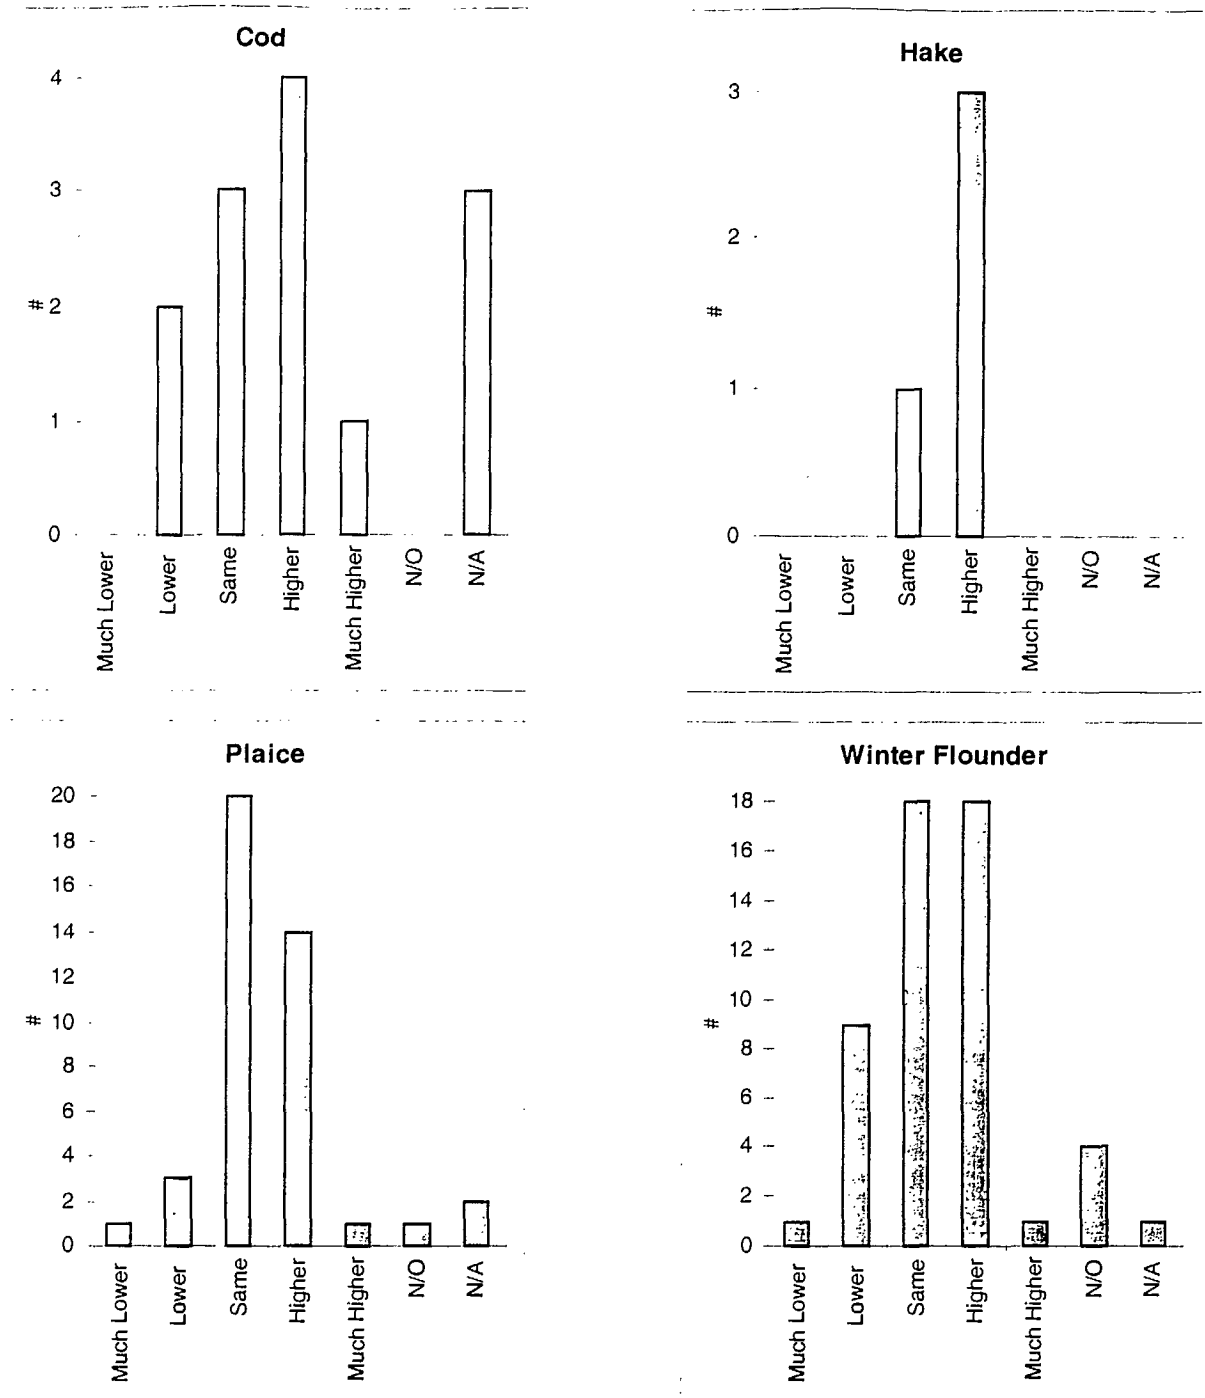 Cod
4
3
# 2
1
0
Much Lower
Lower
Same
Higher
Much Higher
N/O
N/A
Hake
3
2
#
1
0
Much Lower
Lower
Same
Higher
Much Higher
N/O
N/A
Plaice
20
18
16
14
12
# 10
8
6
4
2
0
Much Lower
Lower
Same
Higher
Much Higher
N/O
N/A
Winter Flounder
18
16
14
12
10
#
8
6
4
2
0
Much Lower
Lower
Same
Higher
Much Higher
N/O
N/A